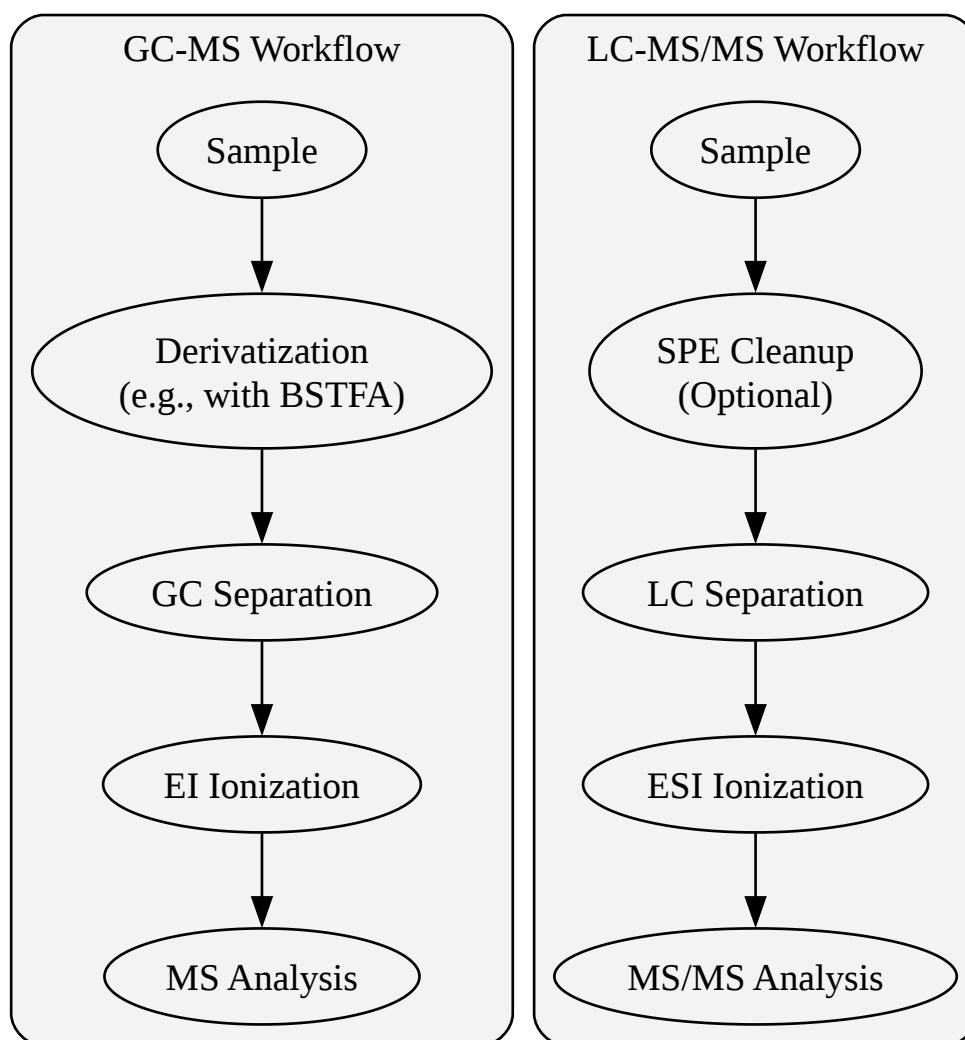 GC-MS Workflow
Sample
Derivatization
(e.g., with BSTFA)
GC Separation
EI Ionization
MS Analysis
LC-MS/MS Workflow
Sample
SPE Cleanup
(Optional)
LC Separation
ESI Ionization
MS/MS Analysis